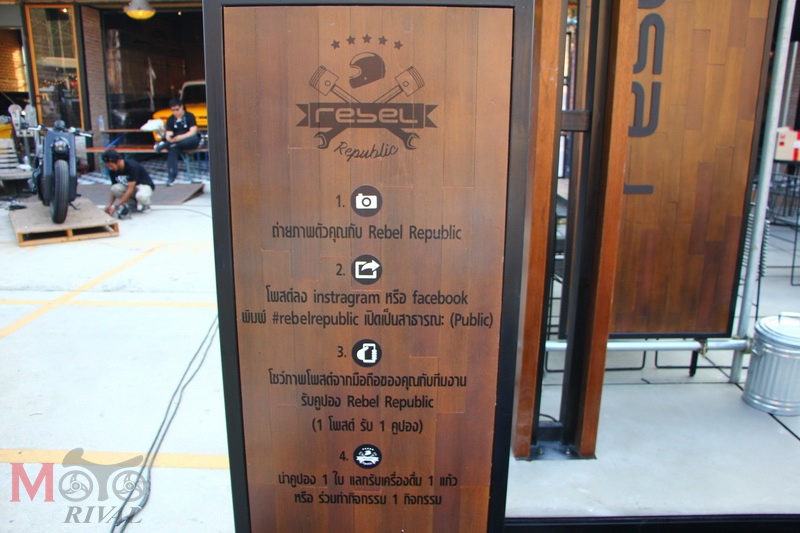 rebel
Republic
1.
ถ่ายภาพตัวคุณกับ Rebel Republic
2.
โพสต์ลง instragram หรือ facebook
พิมพ์ #rebelrepublic เปิดเป็นสาธารณะ (Public)
3.
โชว์ภาพโพสต์จากมือถือของคุณกับทีมงาน
รับคูปอง Rebel Republic
(1 โพสต์ รับ 1 คูปอง)
4.
นำคูปอง 1 ใบ แลกรับเครื่องดื่ม 1 แก้ว
หรือ ร่วมทำกิจกรรม 1 กิจกรรม
MOTO
RIVAL